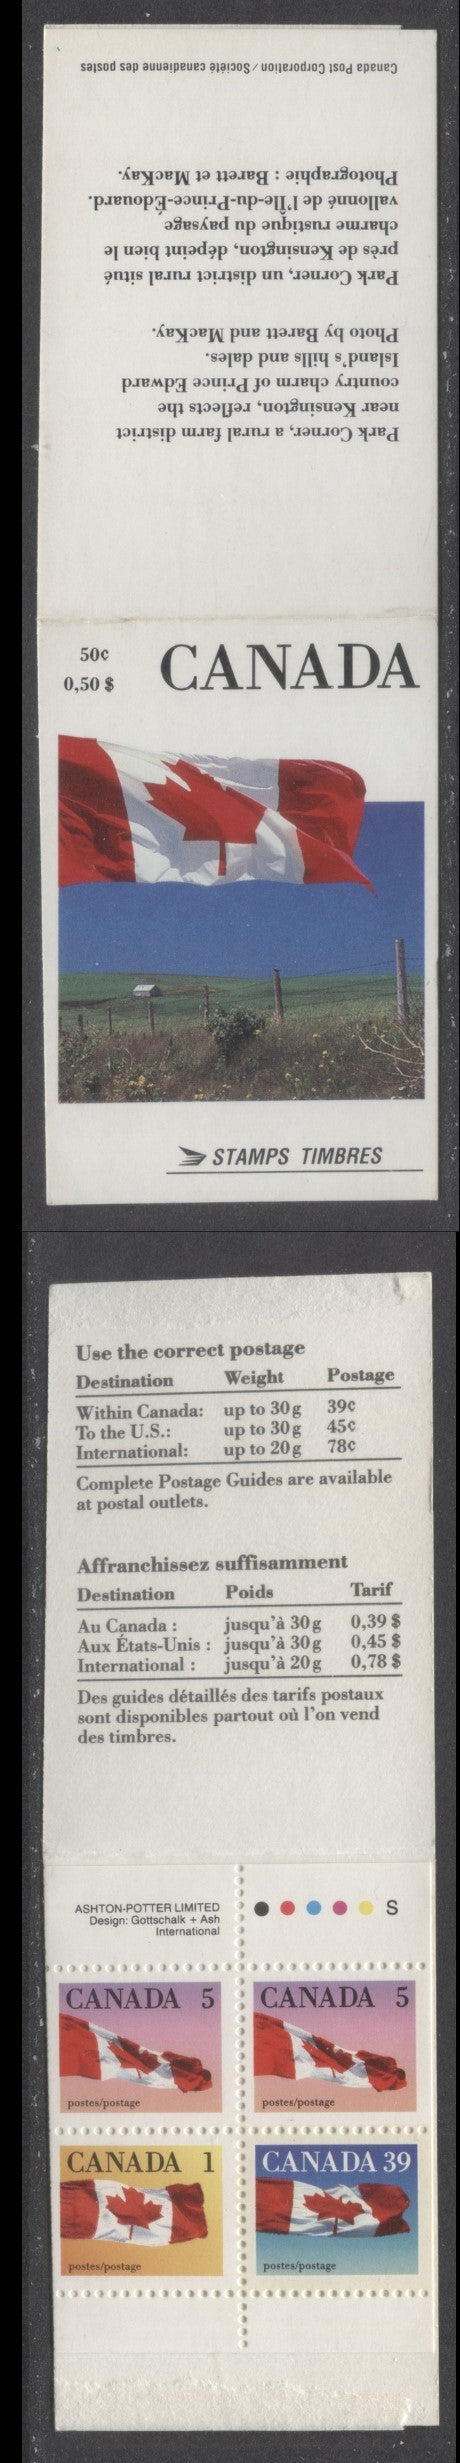 Park Corner, a rural farm district
near Kensington, reflects the
country charm of Prince Edward
Island's hills and dales.
Photo by Barett and MacKay.
Park Corner, un district rural situé
près de Kensington, dépeint bien le
charme rustique du paysage
vallonné de l'Île-du-Prince-Édouard.
Photographie : Barett et MacKay.
Canada Post Corporation / Société canadienne des postes
50¢
0,50 $
CANADA
STAMPS TIMBRES
Use the correct postage
Destination Weight Postage
Within Canada: up to 30 g 39¢
To the U.S.: up to 30 g 45¢
International: up to 20 g 78¢
Complete Postage Guides are available
at postal outlets.
Affranchissez suffisamment
Destination Poids Tarif
Au Canada : jusqu'à 30 g 0,39 $
Aux États-Unis : jusqu'à 30 g 0,45 $
International : jusqu'à 20 g 0,78 $
Des guides détaillés des tarifs postaux
sont disponibles partout où l'on vend
des timbres.
ASHTON-POTTER LIMITED
Design: Gottschalk + Ash
International
S
CANADA 5
postes/postage
CANADA 5
postes/postage
CANADA 1
postes/postage
CANADA 39
postes/postage